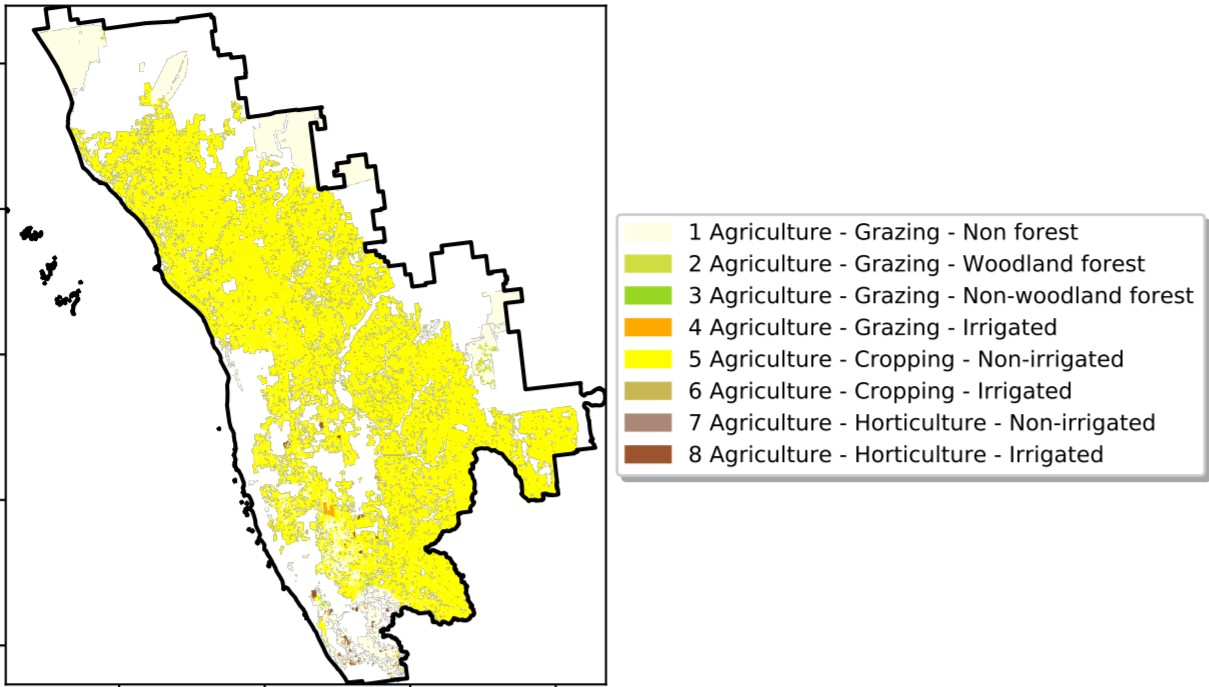 1 Agriculture - Grazing - Non forest
2 Agriculture - Grazing - Woodland forest
3 Agriculture - Grazing - Non-woodland forest
4 Agriculture - Grazing - Irrigated
5 Agriculture - Cropping - Non-irrigated
6 Agriculture - Cropping - Irrigated
7 Agriculture - Horticulture - Non-irrigated
8 Agriculture - Horticulture - Irrigated